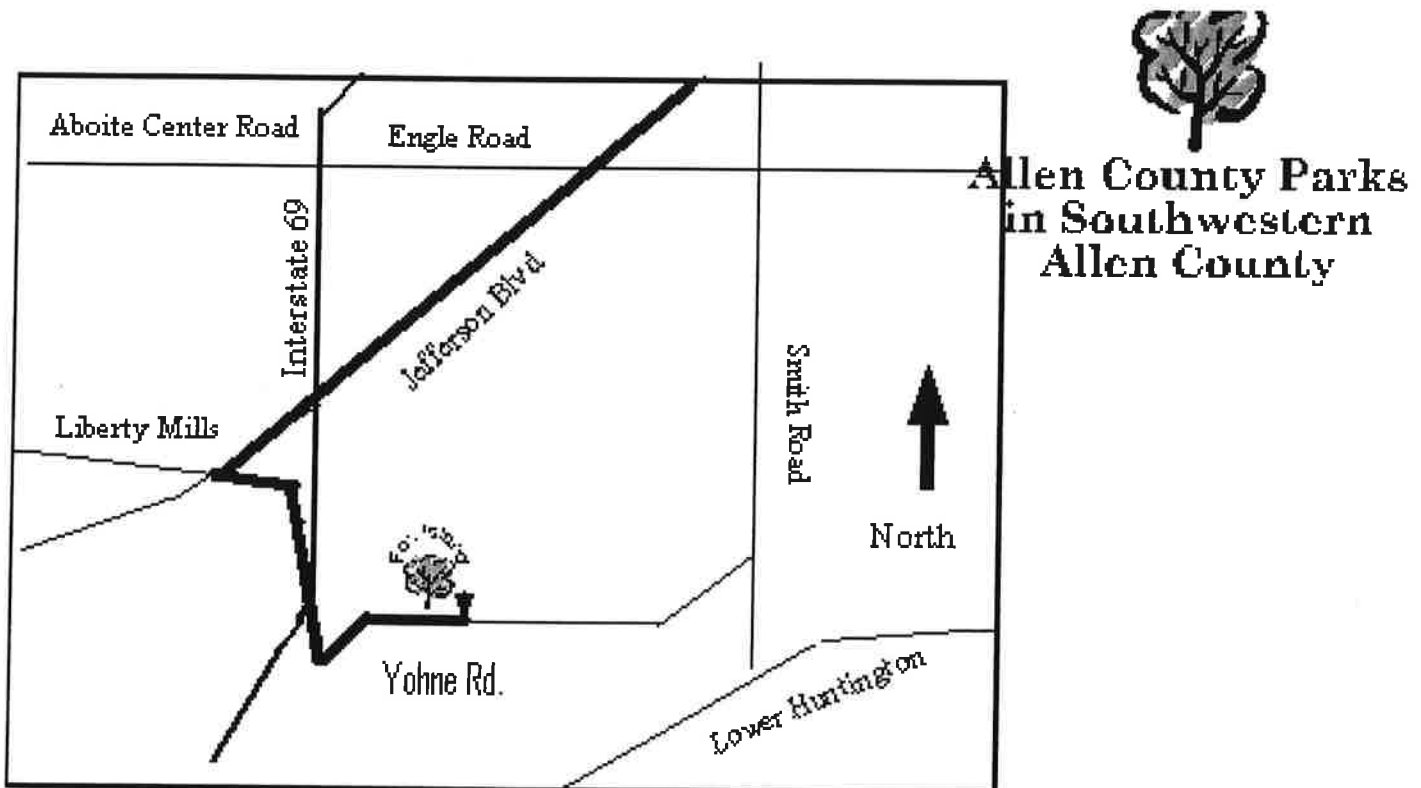 Aboite Center Road
Engle Road
Allen County Parks
in Southwestern
Allen County
Interstate 69
Jefferson Blvd
Smith Road
Liberty Mills
North
Yohne Rd.
Lower Huntington